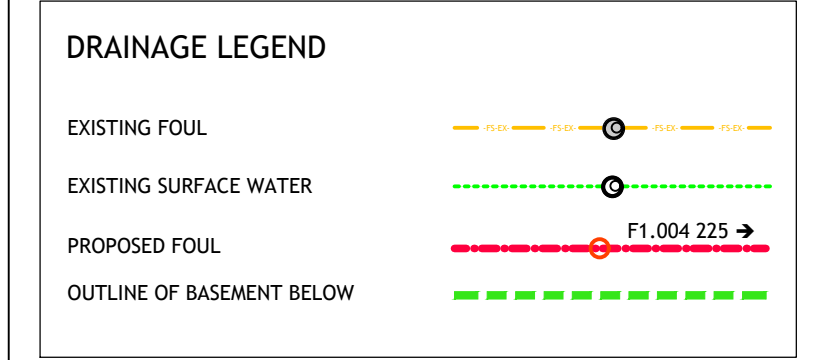 DRAINAGE LEGEND
EXISTING FOUL
-FS-EX- -FS-EX- -FS-EX- -FS-EX-
EXISTING SURFACE WATER
F1.004 225 ➔
PROPOSED FOUL
OUTLINE OF BASEMENT BELOW